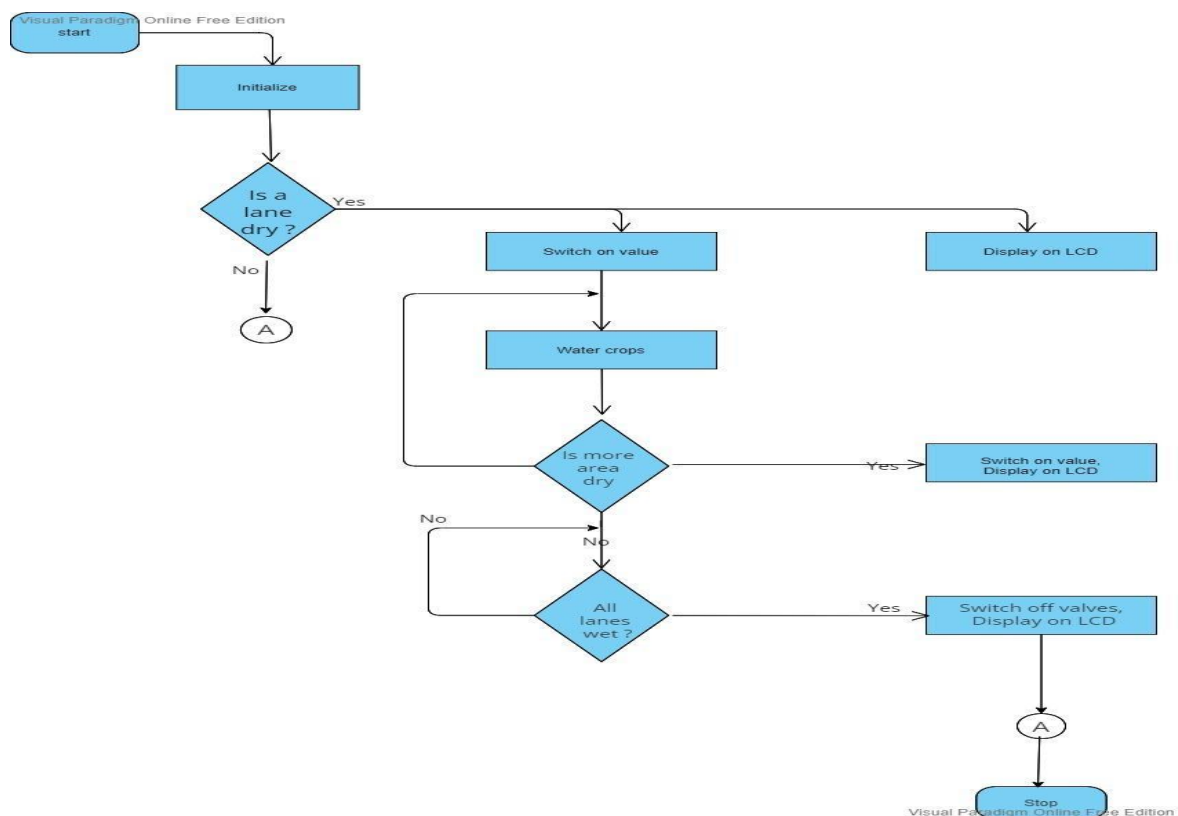 Visual Paradigm Online Free Edition
start
Initialize
Is a
lane
dry ?
Yes
No
A
Switch on value
Display on LCD
Water crops
Is more
area
dry
Yes
Switch on value,
Display on LCD
No
No
All
lanes
wet ?
Yes
Switch off valves,
Display on LCD
A
Stop
Visual Paradigm Online Free Edition